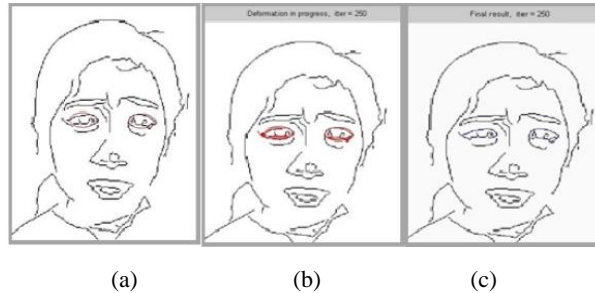 Deformation in progress, iter = 250
Final result, iter = 250
(a)
(b)
(c)